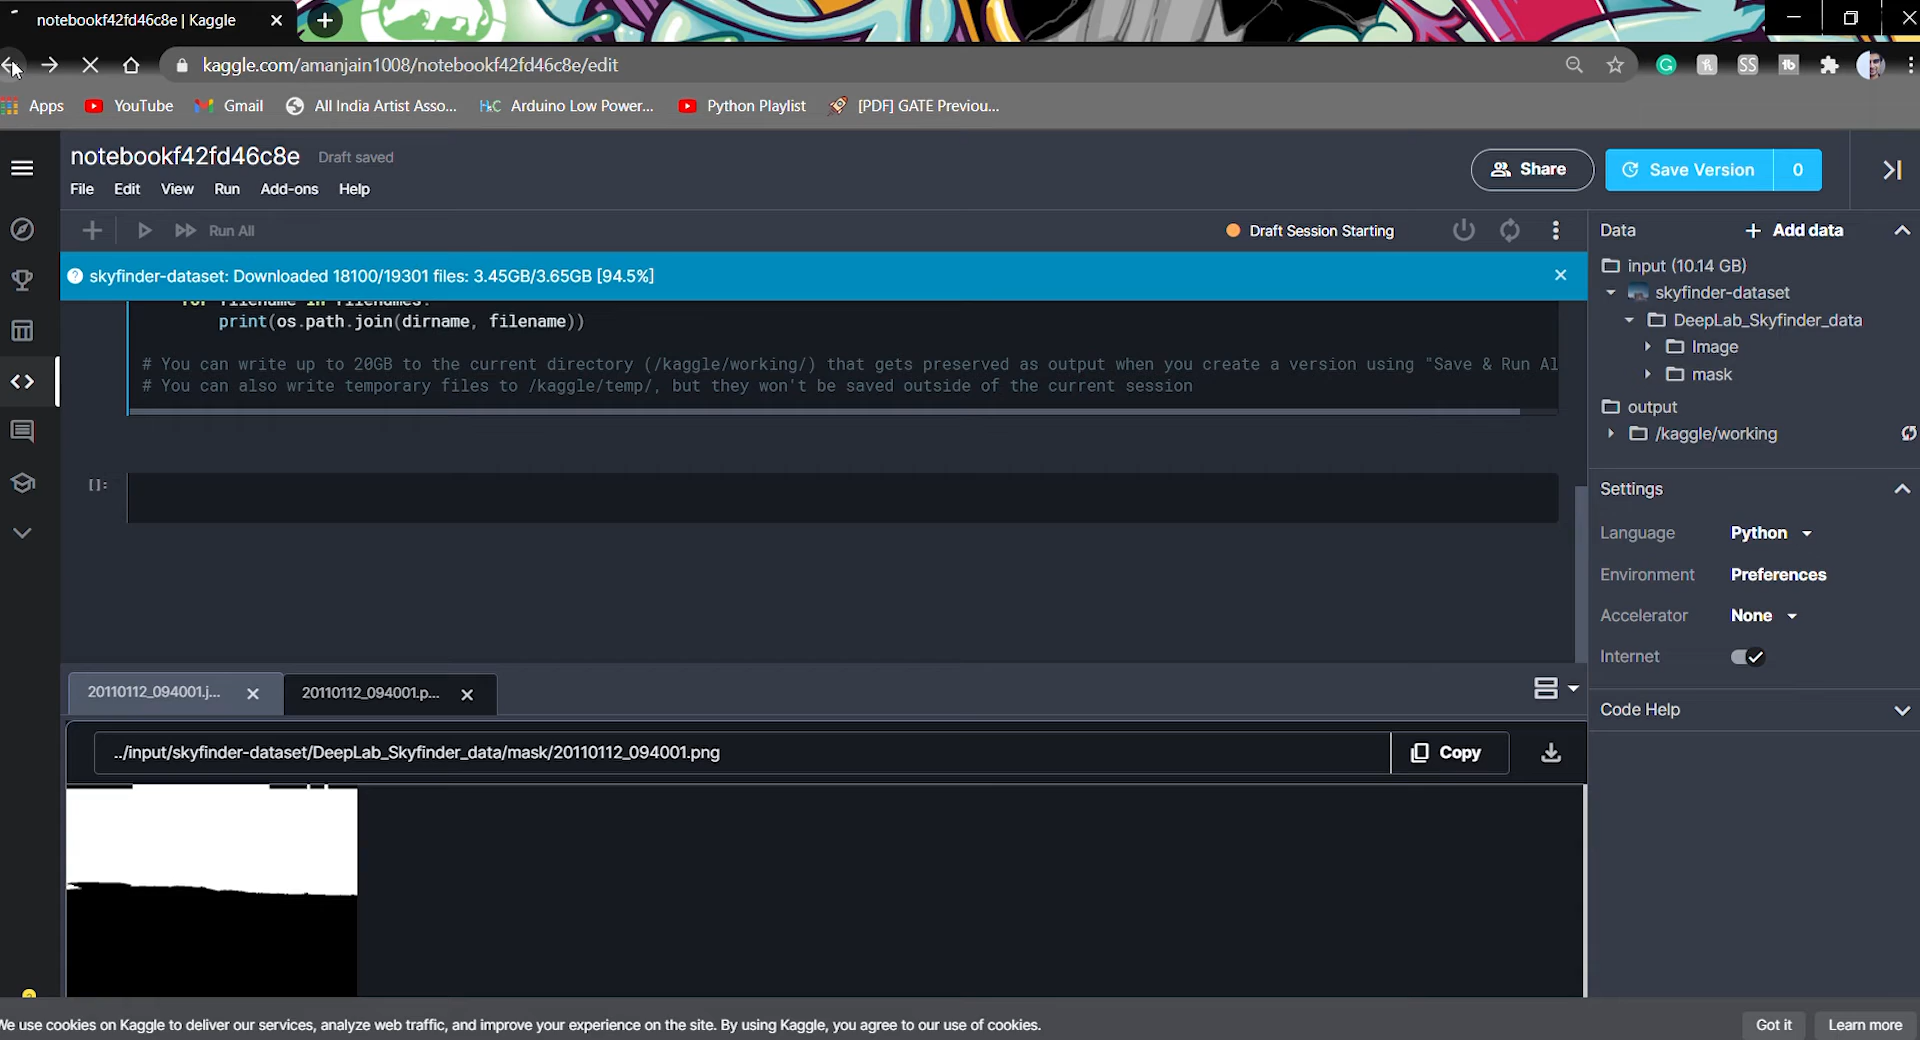 notebookf42fd46c8e | Kaggle
kaggle.com/amanjain1008/notebookf42fd46c8e/edit
Apps YouTube Gmail All India Artist Asso... Arduino Low Power... Python Playlist [PDF] GATE Previou...
notebookf42fd46c8e Draft saved
File Edit View Run Add-ons Help
Share
Save Version 0
Run All
Draft Session Starting
skyfinder-dataset: Downloaded 18100/19301 files: 3.45GB/3.65GB [94.5%]
for filename in filenames:
print(os.path.join(dirname, filename))
# You can write up to 20GB to the current directory (/kaggle/working/) that gets preserved as output when you create a version using "Save & Run Al
# You can also write temporary files to /kaggle/temp/, but they won't be saved outside of the current session
[]:
20110112_094001.j...
20110112_094001.p...
../input/skyfinder-dataset/DeepLab_Skyfinder_data/mask/20110112_094001.png
Copy
Data
+ Add data
input (10.14 GB)
skyfinder-dataset
DeepLab_Skyfinder_data
Image
mask
output
/kaggle/working
Settings
Language Python
Environment Preferences
Accelerator None
Internet
Code Help
We use cookies on Kaggle to deliver our services, analyze web traffic, and improve your experience on the site. By using Kaggle, you agree to our use of cookies.
Got it
Learn more